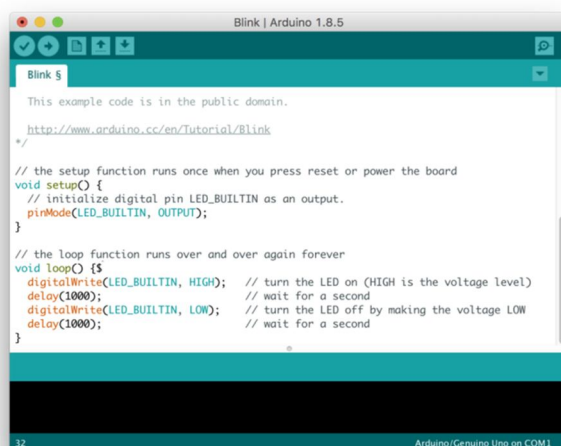 Blink | Arduino 1.8.5
Blink §
This example code is in the public domain.
http://www.arduino.cc/en/Tutorial/Blink
*/
// the setup function runs once when you press reset or power the board
void setup() {
// initialize digital pin LED_BUILTIN as an output.
pinMode(LED_BUILTIN, OUTPUT);
}
// the loop function runs over and over again forever
void loop() {$
digitalWrite(LED_BUILTIN, HIGH);   // turn the LED on (HIGH is the voltage level)
delay(1000);                       // wait for a second
digitalWrite(LED_BUILTIN, LOW);    // turn the LED off by making the voltage LOW
delay(1000);                       // wait for a second
}
32 Arduino/Genuino Uno on COM1